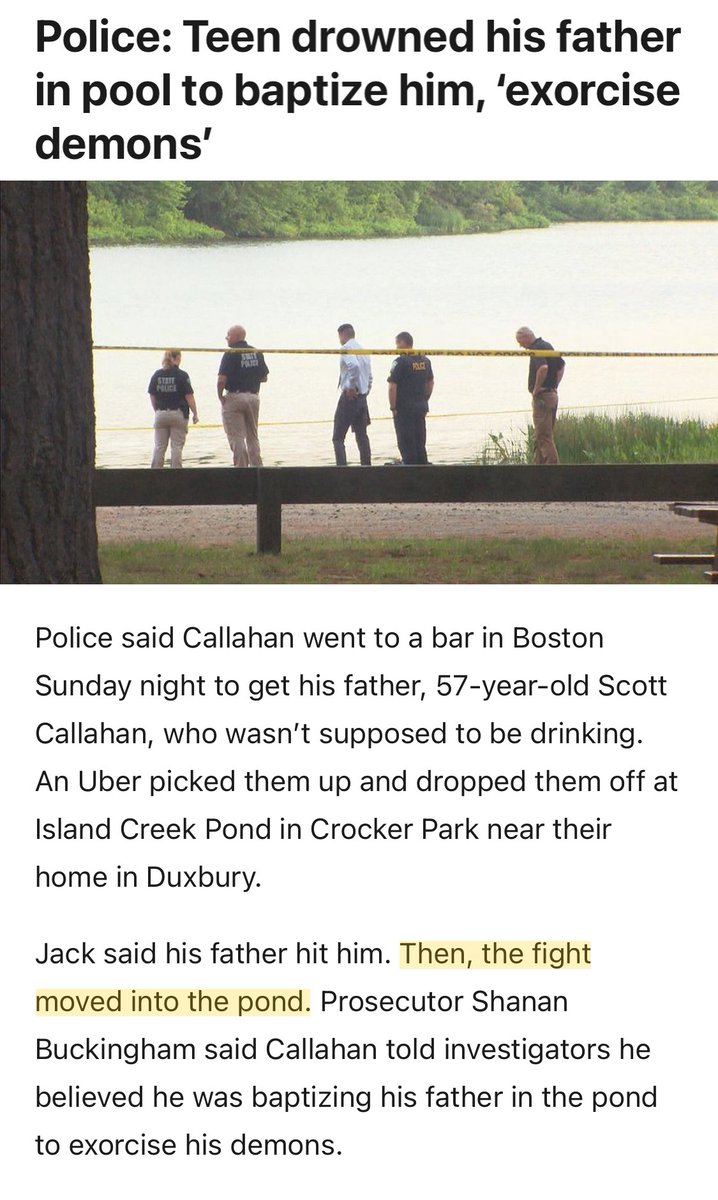 Police: Teen drowned his father
in pool to baptize him, ‘exorcise
demons’
STATE
POLICE
STATE
POLICE
POLICE
Police said Callahan went to a bar in Boston
Sunday night to get his father, 57-year-old Scott
Callahan, who wasn’t supposed to be drinking.
An Uber picked them up and dropped them off at
Island Creek Pond in Crocker Park near their
home in Duxbury.
Jack said his father hit him. Then, the fight
moved into the pond. Prosecutor Shanan
Buckingham said Callahan told investigators he
believed he was baptizing his father in the pond
to exorcise his demons.